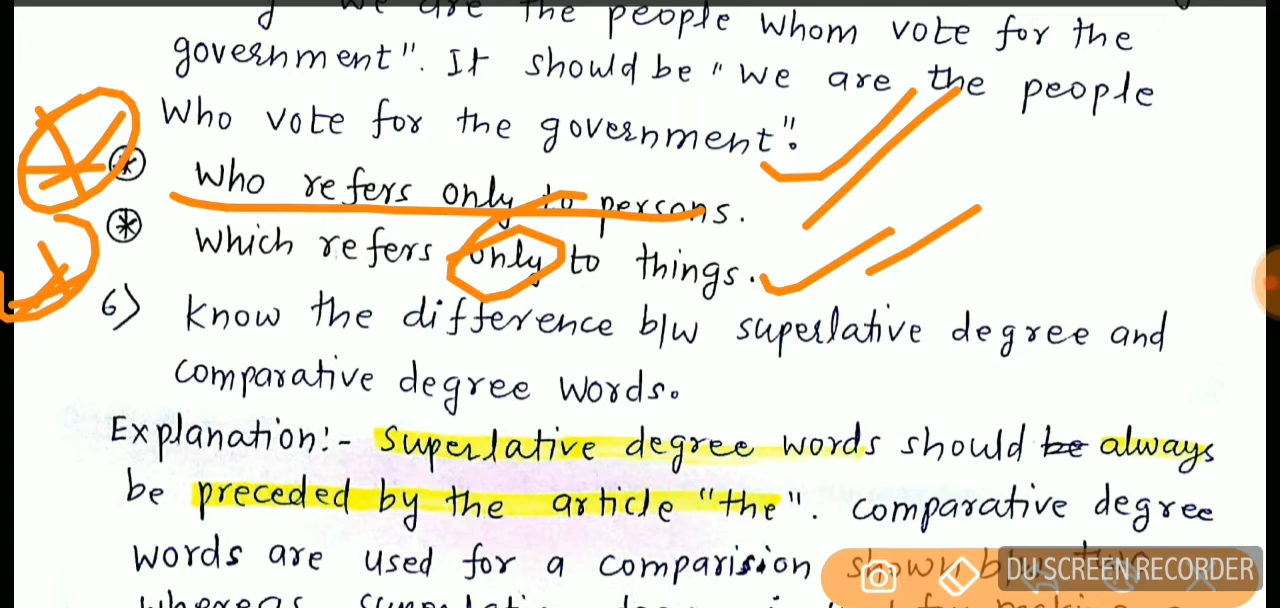 we are the people whom vote for the
government". It should be "we are the people
who vote for the government".
* Who refers only to persons.
* Which refers only to things.
6) Know the difference b/w superlative degree and
comparative degree words.
Explanation:- Superlative degree words should be always
be preceded by the article "the". Comparative degree
words are used for a comparision shown b/w two
whereas
DU SCREEN RECORDER